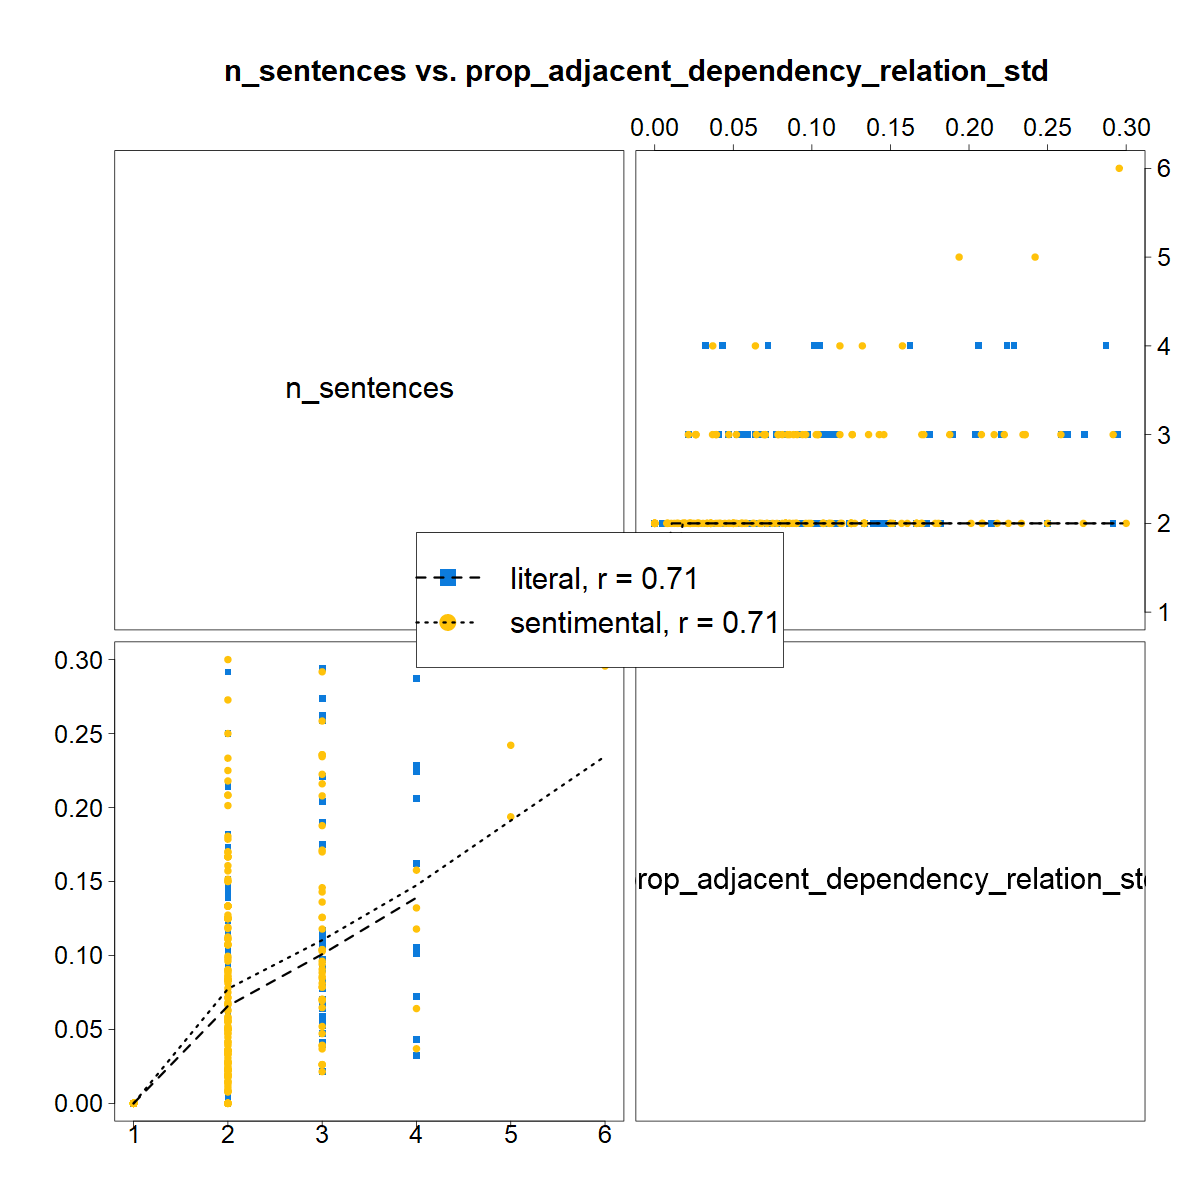 n_sentences vs. prop_adjacent_dependency_relation_std
0.00 0.05 0.10 0.15 0.20 0.25 0.30
6
5
4
3
2
1
n_sentences
literal, r = 0.71
sentimental, r = 0.71
0.30
0.25
0.20
0.15
0.10
0.05
0.00
rop_adjacent_dependency_relation_st
1 2 3 4 5 6